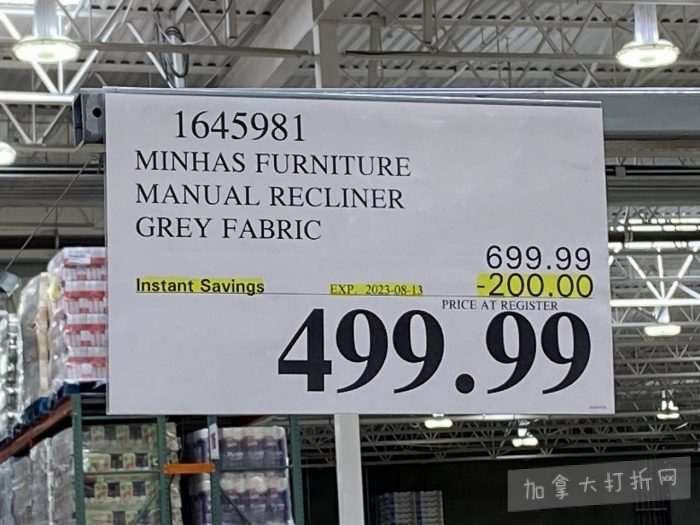 1645981
MINHAS FURNITURE
MANUAL RECLINER
GREY FABRIC
699.99
Instant Savings EXP. 2023-08-13 -200.00
PRICE AT REGISTER
499.99
加拿大打折网